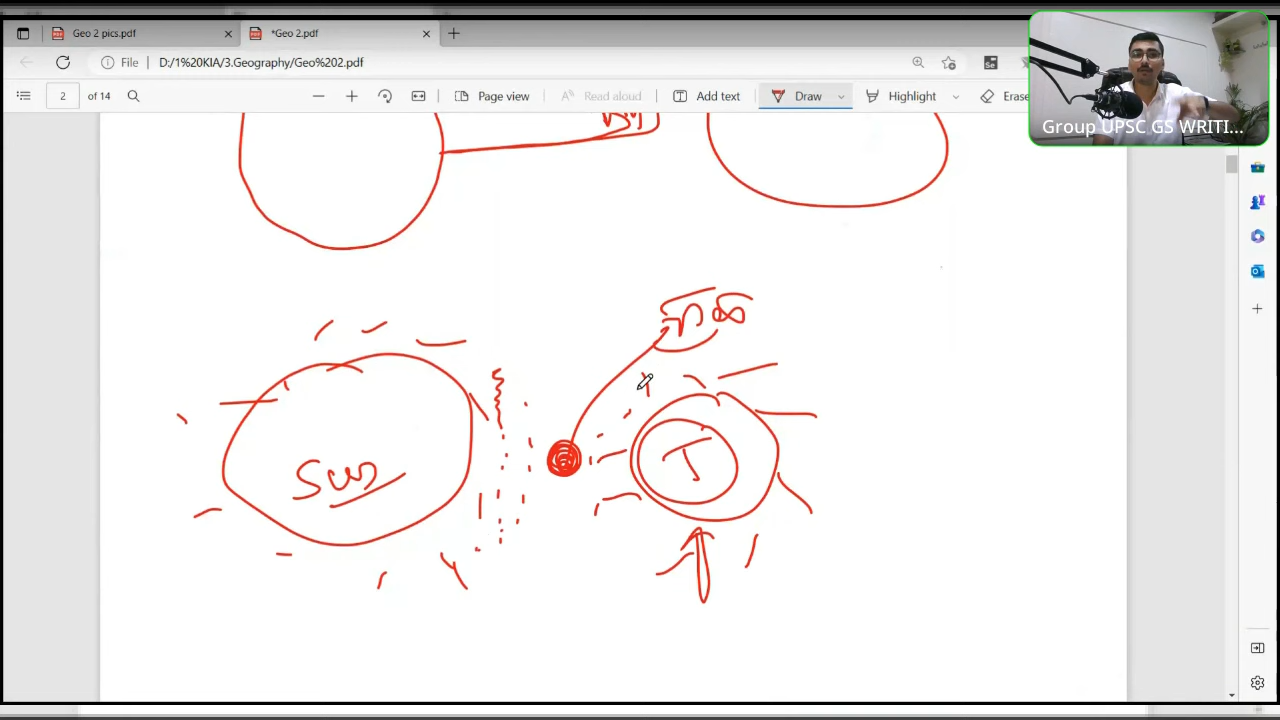 Geo 2 pics.pdf
*Geo 2.pdf
File
D:/1%20KIA/3.Geography/Geo%202.pdf
2
of 14
Page view
Read aloud
Add text
Draw
Highlight
Erase
Group UPSC GS WRITI...
Sun
J